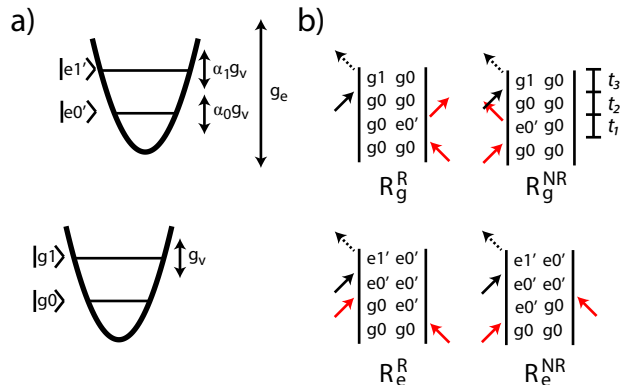 a)
|e1'⟩
α₁gᵥ
|e0'⟩
α₀gᵥ
gₑ
|g1⟩
gᵥ
|g0⟩
b)
g1 g0
g0 g0
g0 e0'
g0 g0
R_g^R
g1 g0
g0 g0
e0' g0
g0 g0
t₃
t₂
t₁
R_g^NR
e1' e0'
e0' e0'
e0' g0
g0 g0
R_e^R
e1' e0'
e0' e0'
e0' g0
g0 g0
R_e^NR